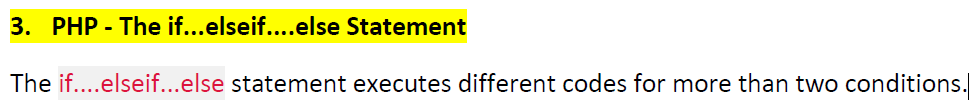 3. PHP - The if...elseif....else Statement
The if....elseif...else statement executes different codes for more than two conditions.